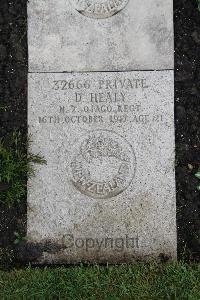 32666 PRIVATE
D. HEALY
N.Z. OTAGO REGT.
16TH OCTOBER 1917 AGE 21
NEW ZEALAND
Copyright